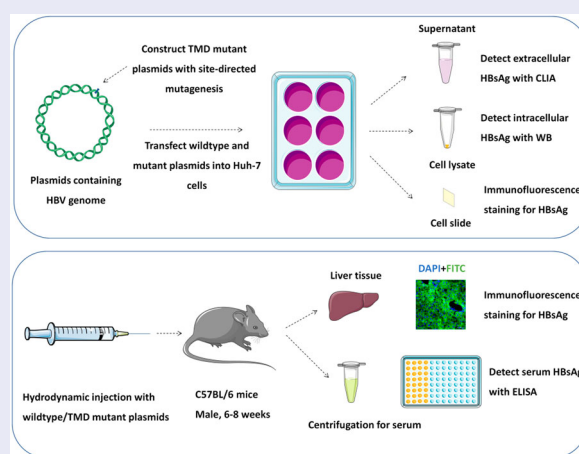 Construct TMD mutant
plasmids with site-directed
mutagenesis
Transfect wildtype and
mutant plasmids into Huh-7
cells
Plasmids containing
HBV genome
Supernatant
Detect extracellular
HBsAg with CLIA
Detect intracellular
HBsAg with WB
Cell lysate
Immunofluorescence
staining for HBsAg
Cell slide
Hydrodynamic injection with
wildtype/TMD mutant plasmids
C57BL/6 mice
Male, 6-8 weeks
Liver tissue
DAPI+FITC
Immunofluorescence
staining for HBsAg
Centrifugation for serum
Detect serum HBsAg
with ELISA